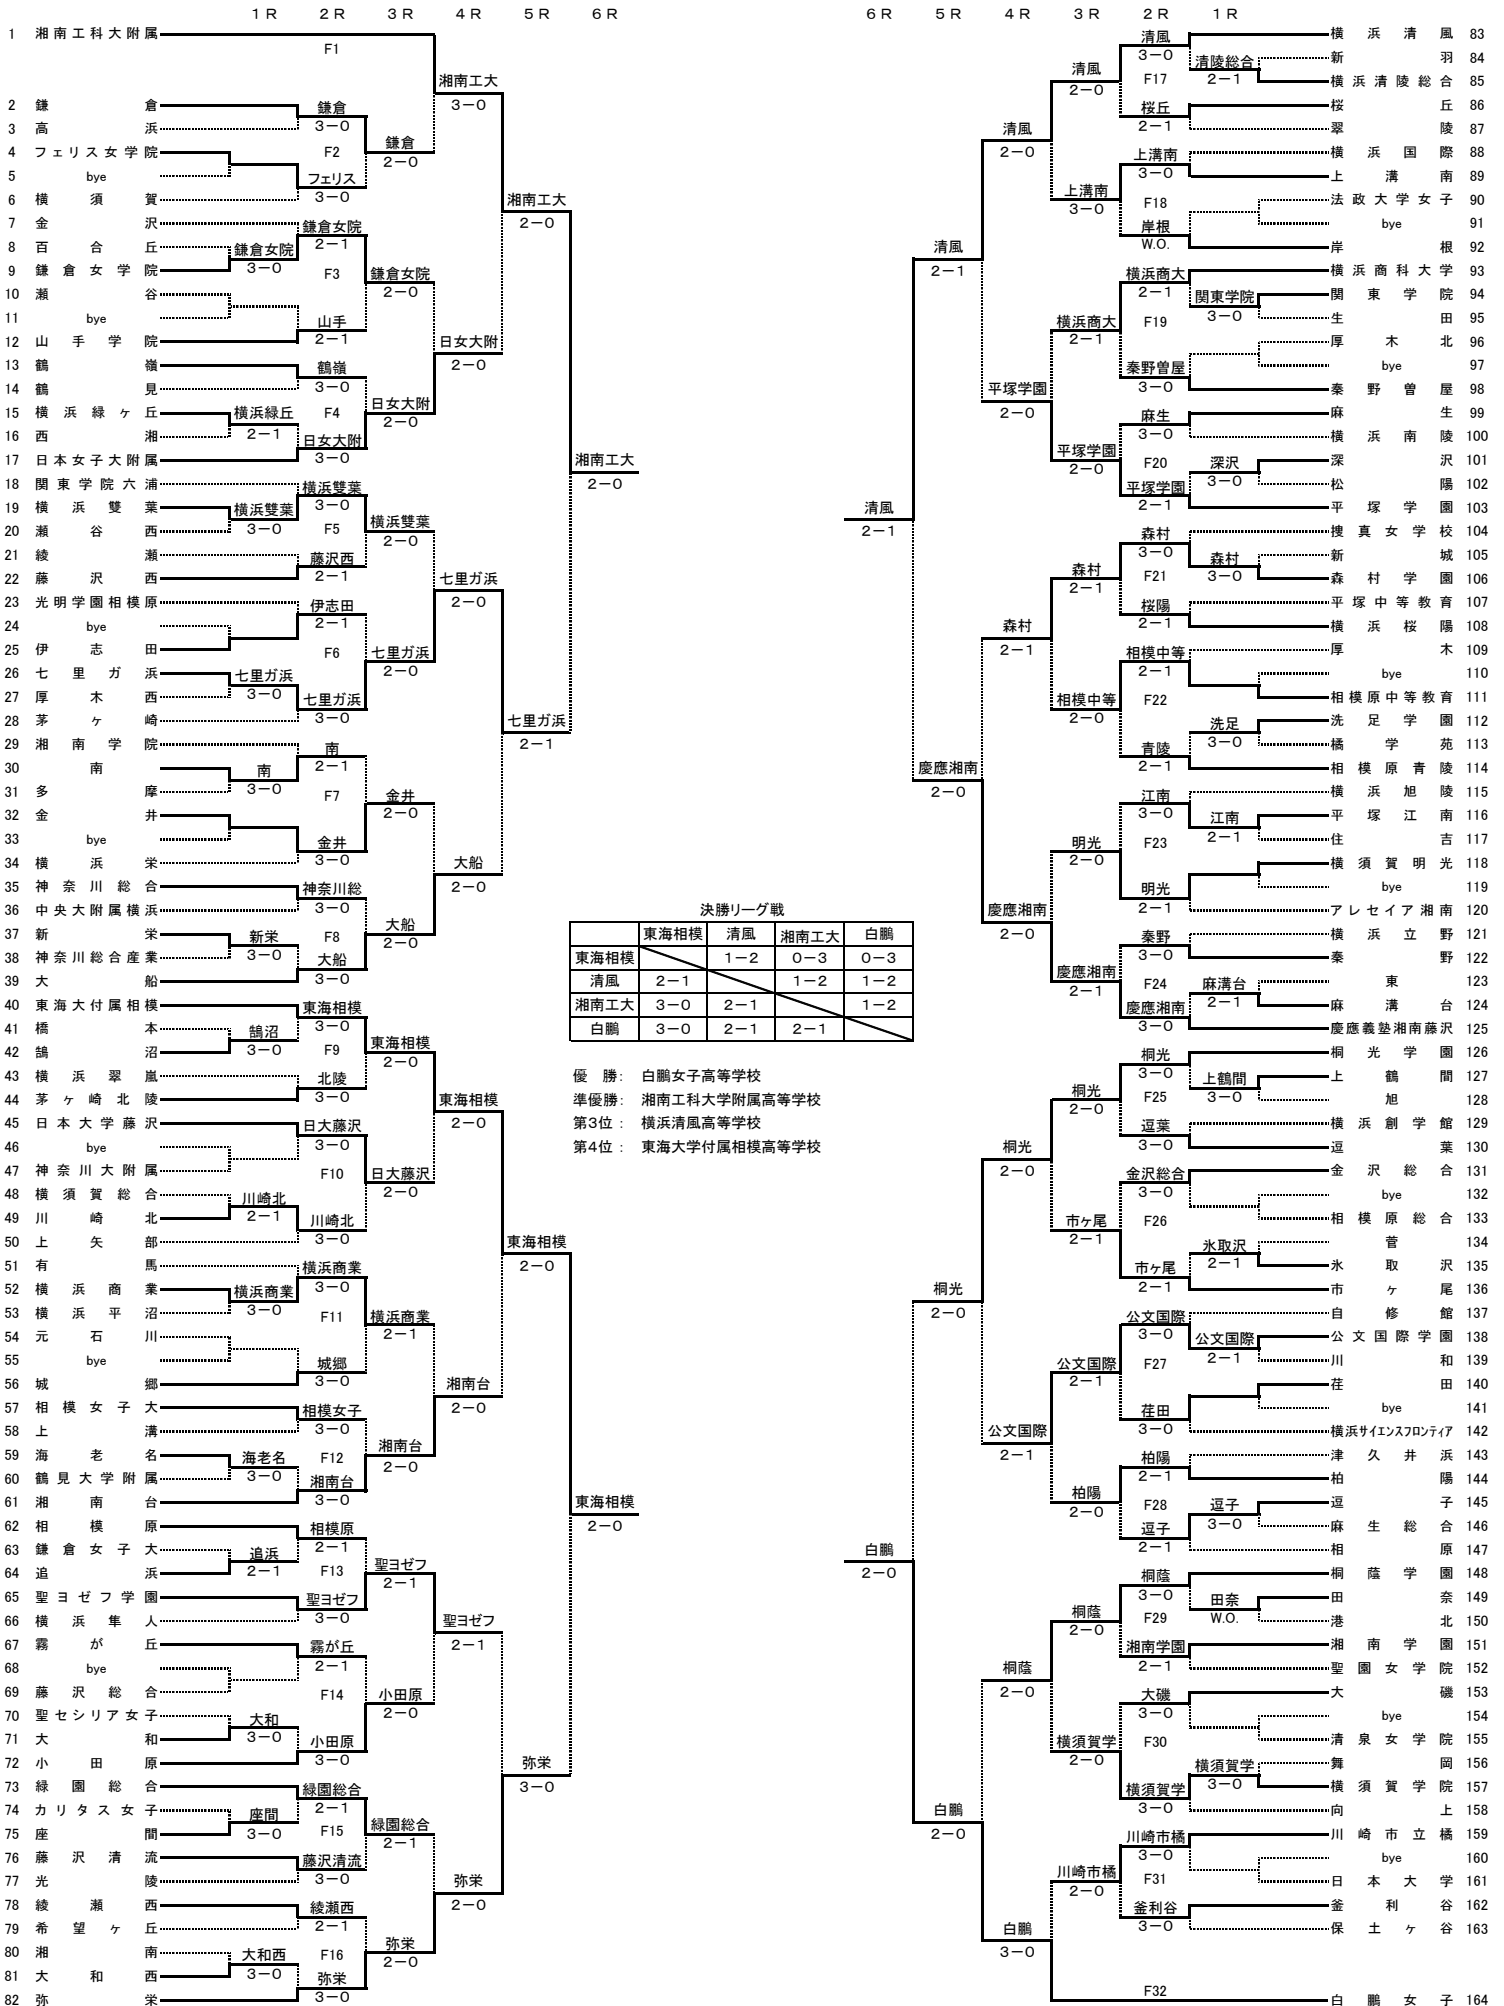 1R 2R 3R 4R 5R 6R
1 湘南工科大附属
F1
湘南工大
3−0
2 鎌倉
鎌倉
3−0
3 高浜
F2
鎌倉
2−0
4 フェリス女学院
5 bye
フェリス
3−0
6 横須賀
湘南工大
2−0
7 金沢
鎌倉女院
2−1
8 百合丘
鎌倉女院
3−0
9 鎌倉女学院
F3
鎌倉女院
2−0
10 瀬谷
11 bye
山手
2−1
12 山手学院
日女大附
2−0
13 鶴嶺
鶴嶺
3−0
14 鶴見
15 横浜緑ヶ丘
横浜緑丘
2−1
F4
日女大附
2−0
16 西湘
日女大附
3−0
17 日本女子大附属
湘南工大
2−0
18 関東学院六浦
横浜雙葉
3−0
19 横浜雙葉
横浜雙葉
3−0
20 瀬谷西
F5
横浜雙葉
2−0
21 綾瀬
藤沢西
2−1
22 藤沢西
七里ガ浜
2−0
23 光明学園相模原
伊志田
2−1
24 bye
25 伊志田
F6
七里ガ浜
2−0
26 七里ガ浜
七里ガ浜
3−0
27 厚木西
七里ガ浜
3−0
28 茅ヶ崎
七里ガ浜
2−1
29 湘南学院
南
2−1
30 南
南
3−0
31 多摩
F7
金井
2−0
32 金井
33 bye
金井
3−0
34 横浜栄
大船
2−0
35 神奈川総合
神奈川総
3−0
36 中央大附属横浜
37 新栄
新栄
3−0
F8
大船
2−0
38 神奈川総合産業
大船
3−0
39 大船
40 東海大付属相模
東海相模
3−0
41 橋本
鵠沼
3−0
42 鵠沼
F9
東海相模
2−0
43 横浜翠嵐
北陵
3−0
44 茅ヶ崎北陵
東海相模
2−0
45 日本大学藤沢
日大藤沢
3−0
46 bye
47 神奈川大附属
F10
日大藤沢
2−0
48 横須賀総合
川崎北
2−1
49 川崎北
川崎北
3−0
50 上矢部
東海相模
2−0
51 有馬
横浜商業
3−0
52 横浜商業
横浜商業
3−0
53 横浜平沼
F11
横浜商業
2−1
54 元石川
55 bye
城郷
3−0
56 城郷
湘南台
2−0
57 相模女子大
相模女子
3−0
58 上溝
59 海老名
海老名
3−0
F12
湘南台
2−0
60 鶴見大学附属
湘南台
3−0
61 湘南台
東海相模
2−0
62 相模原
相模原
2−1
63 鎌倉女子大
追浜
2−1
64 追浜
F13
聖ヨゼフ
2−1
65 聖ヨゼフ学園
聖ヨゼフ
3−0
66 横浜隼人
聖ヨゼフ
2−1
67 霧が丘
霧が丘
2−1
68 bye
69 藤沢総合
F14
小田原
2−0
70 聖セシリア女子
大和
3−0
71 大和
小田原
3−0
72 小田原
弥栄
3−0
73 緑園総合
緑園総合
2−1
74 カリタス女子
座間
3−0
75 座間
F15
緑園総合
2−1
76 藤沢清流
藤沢清流
3−0
77 光陵
弥栄
2−0
78 綾瀬西
綾瀬西
2−1
79 希望ヶ丘
80 湘南
大和西
3−0
F16
弥栄
2−0
81 大和西
弥栄
3−0
82 弥栄
決勝リーグ戦
東海相模 清風 湘南工大 白鵬
東海相模 1−2 0−3 0−3
清風 2−1 1−2 1−2
湘南工大 3−0 2−1 1−2
白鵬 3−0 2−1 2−1
優勝: 白鵬女子高等学校
準優勝: 湘南工科大学附属高等学校
第3位: 横浜清風高等学校
第4位: 東海大学付属相模高等学校
6R 5R 4R 3R 2R 1R
横浜清風 83
清風
3−0
新羽 84
清陵総合
2−1
横浜清陵総合 85
清風
2−0
F17
桜丘 86
桜丘
2−1
翠陵 87
清風
2−0
横浜国際 88
上溝南
3−0
上溝南 89
上溝南
3−0
F18
法政大学女子 90
bye 91
岸根
W.O.
岸根 92
清風
2−1
横浜商科大学 93
横浜商大
2−1
関東学院 94
関東学院
3−0
生田 95
横浜商大
2−1
F19
厚木北 96
bye 97
秦野曽屋
3−0
秦野曽屋 98
平塚学園
2−0
麻生 99
麻生
3−0
横浜南陵 100
平塚学園
2−0
F20
深沢 101
深沢
3−0
松陽 102
平塚学園
2−1
平塚学園 103
清風
2−1
捜真女学校 104
森村
3−0
新城 105
森村
3−0
森村学園 106
森村
2−1
F21
平塚中等教育 107
桜陽
2−1
横浜桜陽 108
森村
2−1
厚木 109
相模中等
2−1
bye 110
相模原中等教育 111
相模中等
2−0
F22
洗足学園 112
洗足
3−0
橘学苑 113
青陵
2−1
相模原青陵 114
慶應湘南
2−0
横浜旭陵 115
江南
3−0
平塚江南 116
江南
2−1
住吉 117
明光
2−0
F23
横須賀明光 118
bye 119
明光
2−1
アレセイア湘南 120
慶應湘南
2−0
横浜立野 121
秦野
3−0
秦野 122
慶應湘南
2−1
F24
東 123
麻溝台
2−1
麻溝台 124
慶應湘南
3−0
慶應義塾湘南藤沢 125
桐光学園 126
桐光
3−0
上鶴間 127
上鶴間
3−0
旭 128
桐光
2−0
F25
横浜創学館 129
逗葉
3−0
逗葉 130
桐光
2−0
金沢総合 131
金沢総合
3−0
bye 132
相模原総合 133
市ヶ尾
2−1
F26
菅 134
氷取沢
2−1
氷取沢 135
市ヶ尾
2−1
市ヶ尾 136
桐光
2−0
自修館 137
公文国際
3−0
公文国際学園 138
公文国際
2−1
川和 139
公文国際
2−1
F27
荏田 140
bye 141
荏田
3−0
横浜サイエンスフロンティア 142
公文国際
2−1
津久井浜 143
柏陽
2−1
柏陽 144
柏陽
2−0
F28
逗子 145
逗子
3−0
麻生総合 146
逗子
2−1
相原 147
白鵬
2−0
桐蔭学園 148
桐蔭
3−0
田奈 149
田奈
W.O.
港北 150
桐蔭
2−0
F29
湘南学園 151
湘南学園
2−1
聖園女学院 152
桐蔭
2−0
大磯 153
大磯
3−0
bye 154
清泉女学院 155
横須賀学
2−0
F30
舞岡 156
横須賀学
3−0
横須賀学院 157
横須賀学
3−0
向上 158
白鵬
2−0
川崎市立橘 159
川崎市橘
3−0
bye 160
日本大学 161
川崎市橘
2−0
F31
釜利谷 162
釜利谷
3−0
保土ヶ谷 163
白鵬
3−0
F32
白鵬女子 164